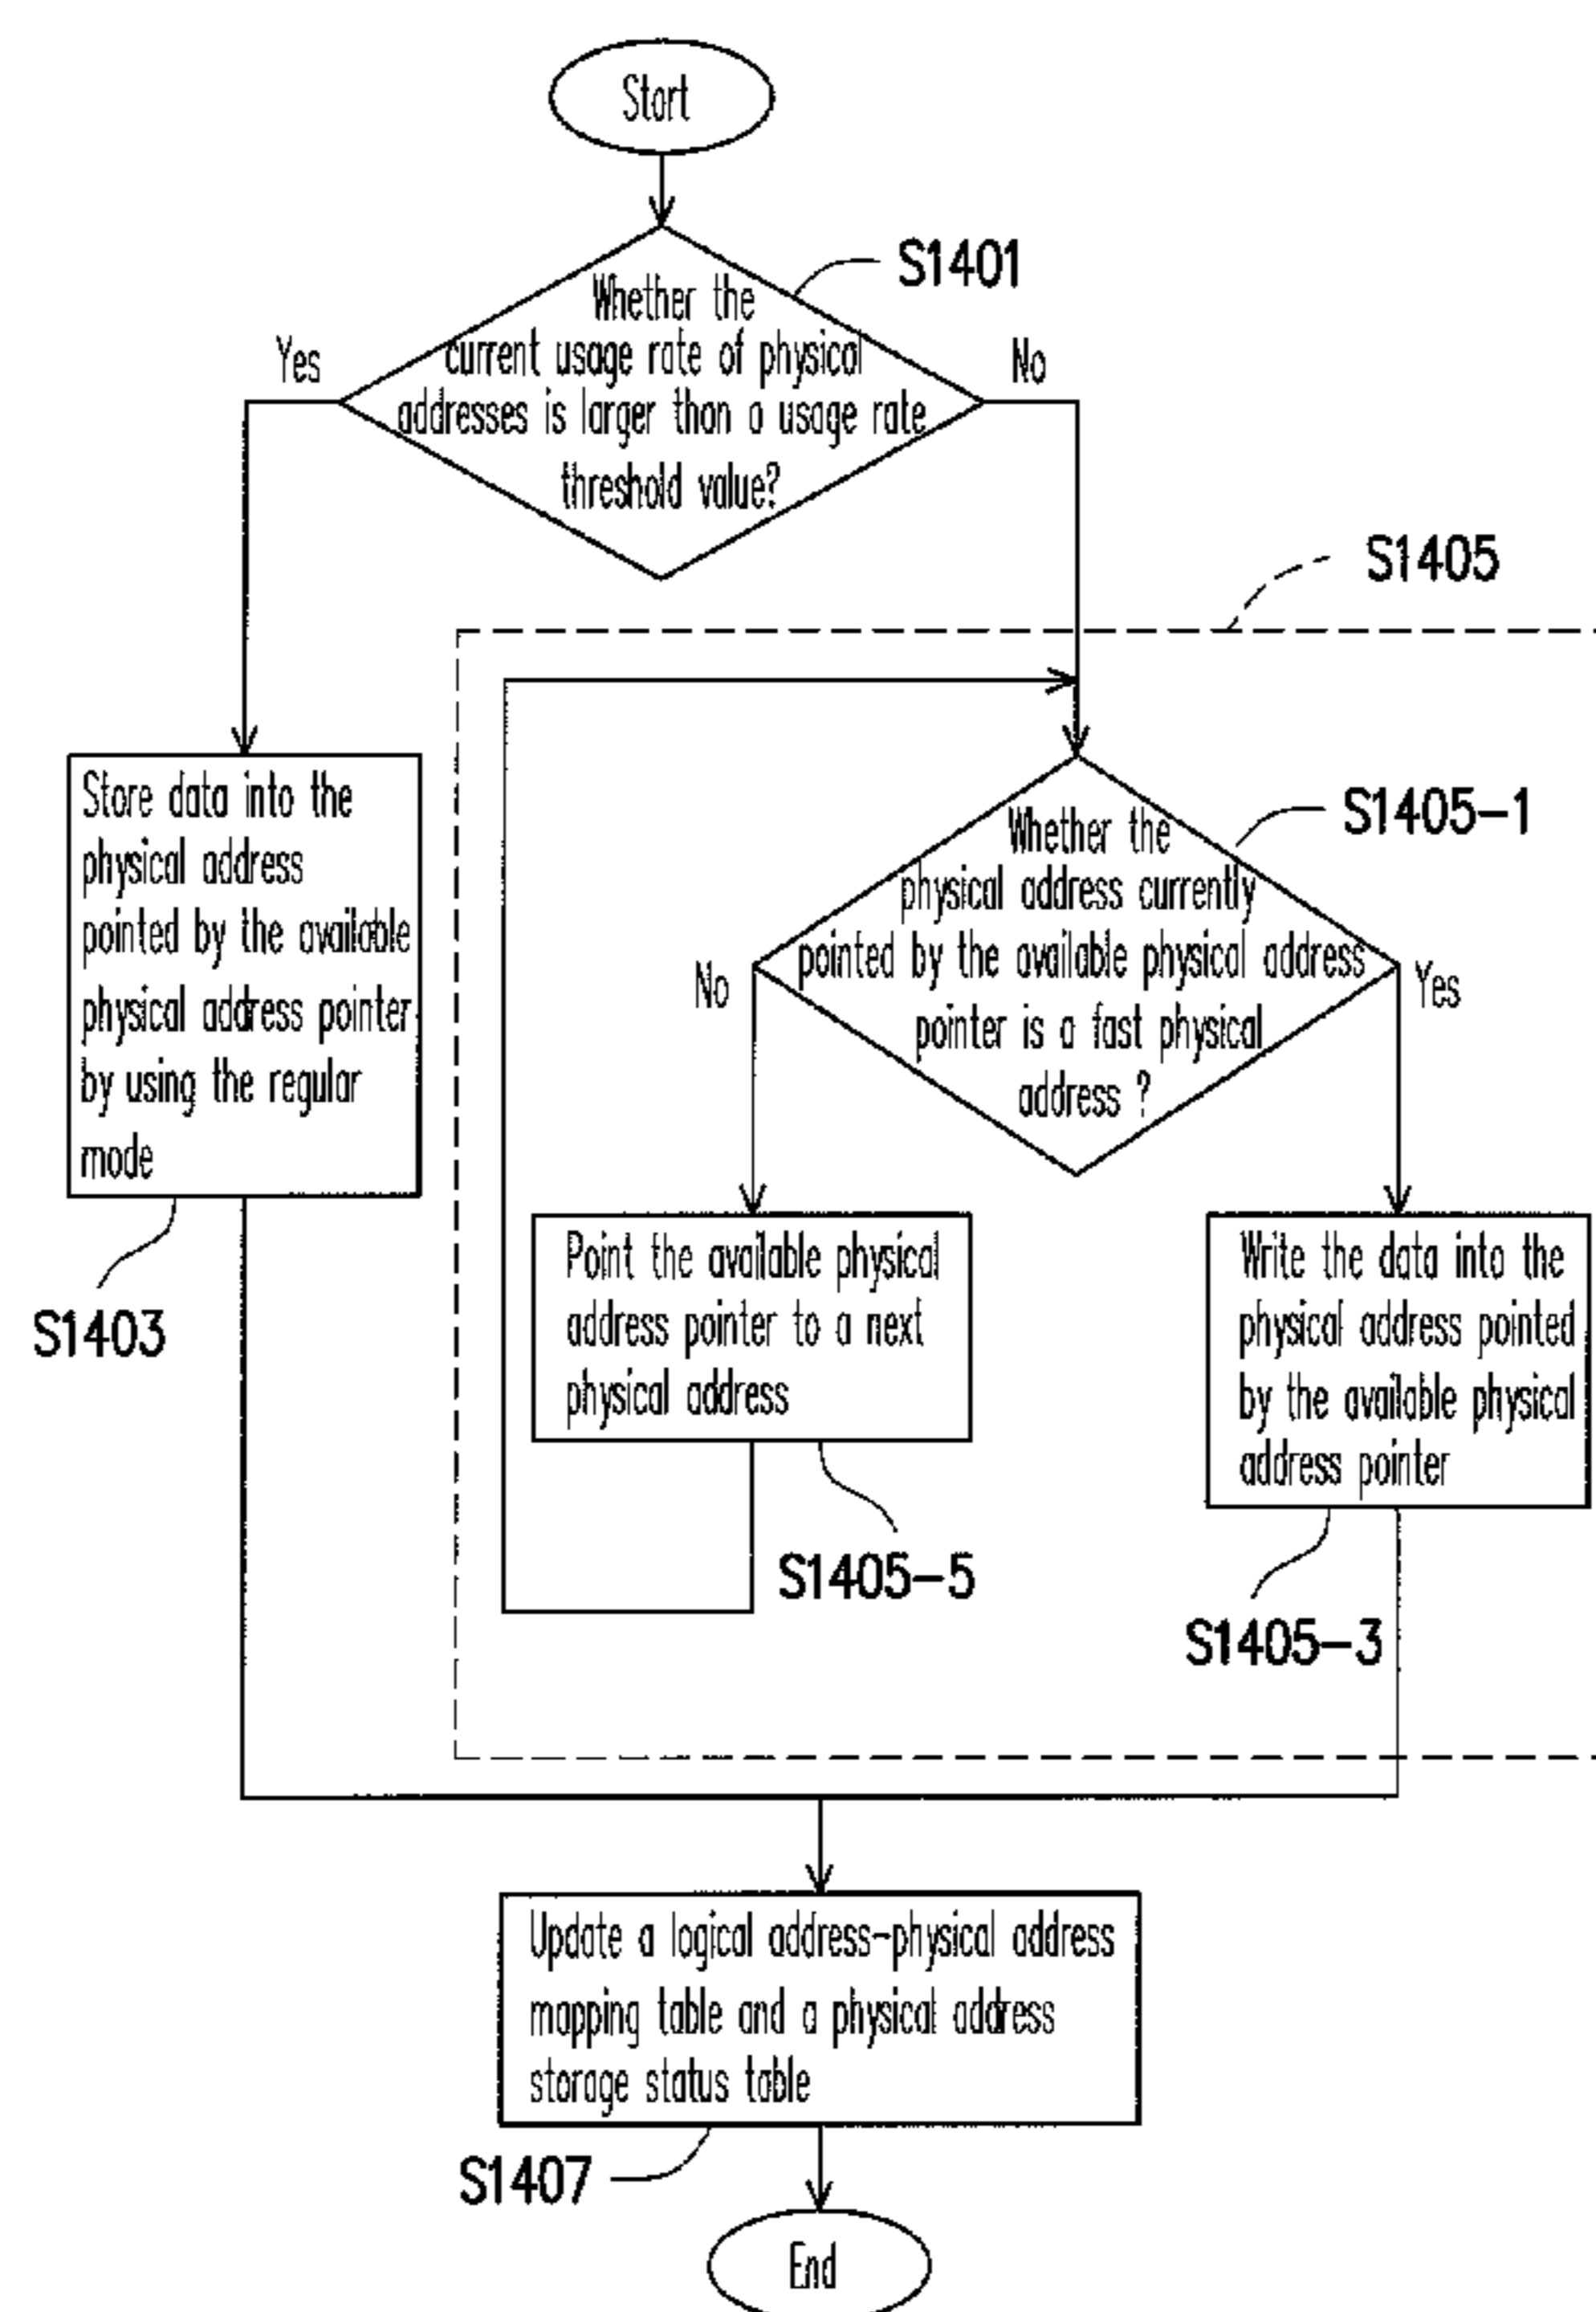 Start
S1401
Whether the
current usage rate of physical
addresses is larger than a usage rate
threshold value?
Yes
No
S1405
Store data into the
physical address
pointed by the available
physical address pointer
by using the regular
mode
S1403
S1405-1
Whether the
physical address currently
pointed by the available physical address
pointer is a fast physical
address ?
No
Yes
Point the available physical
address pointer to a next
physical address
S1405-5
Write the data into the
physical address pointed
by the available physical
address pointer
S1405-3
Update a logical address-physical address
mapping table and a physical address
storage status table
S1407
End